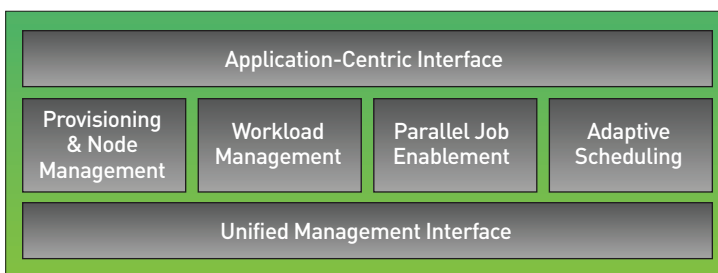 Application-Centric Interface
Provisioning
& Node
Management
Workload
Management
Parallel Job
Enablement
Adaptive
Scheduling
Unified Management Interface